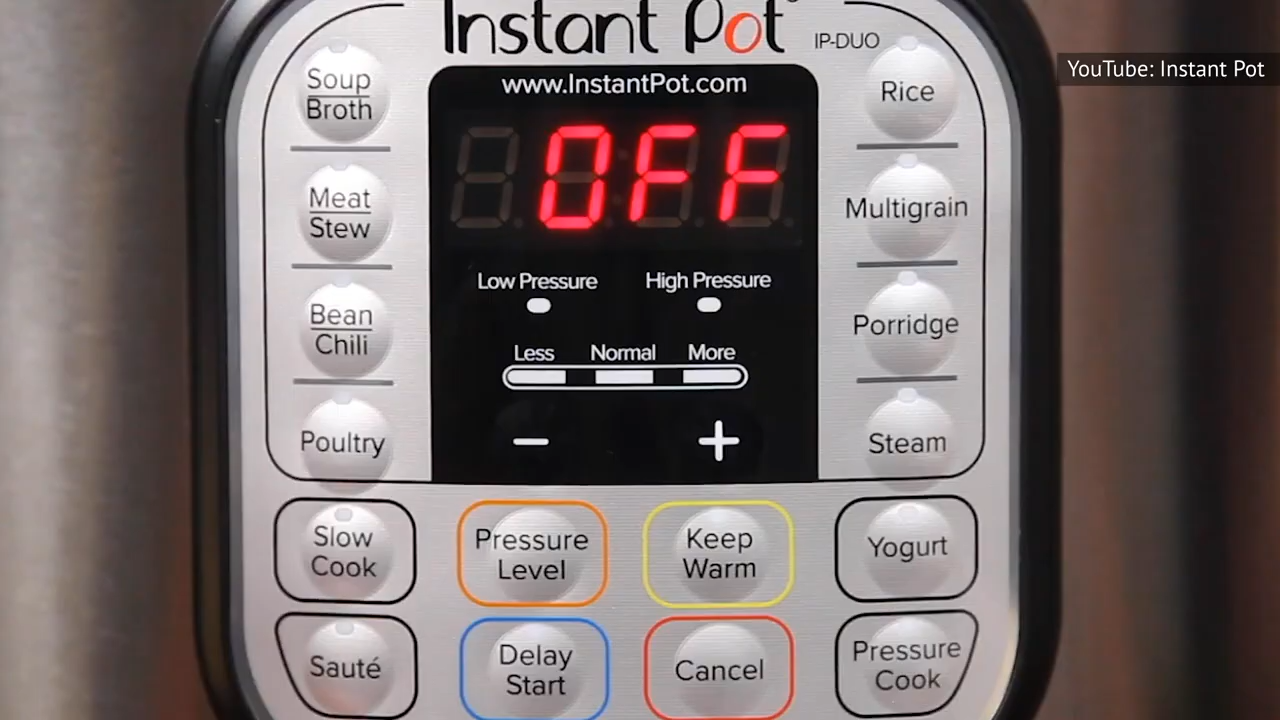 Instant Pot
IP-DUO
YouTube: Instant Pot
www.InstantPot.com
OFF
Soup
Broth
Meat
Stew
Bean
Chili
Poultry
Low Pressure
High Pressure
Less Normal More
− +
Rice
Multigrain
Porridge
Steam
Slow
Cook
Pressure
Level
Keep
Warm
Yogurt
Sauté
Delay
Start
Cancel
Pressure
Cook